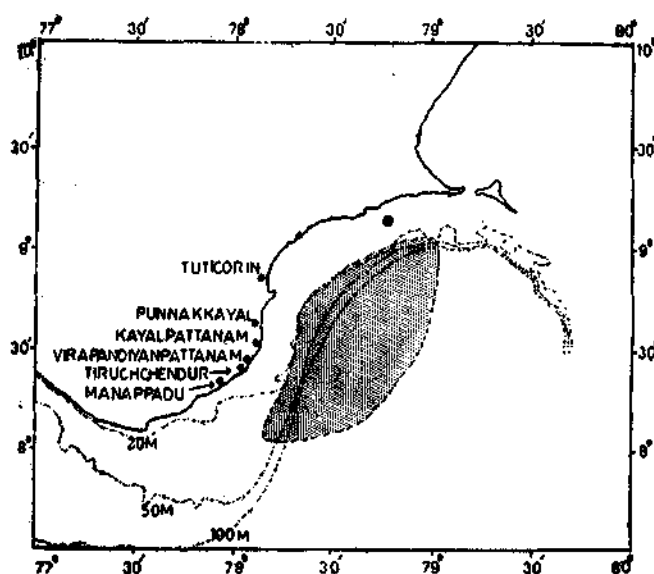 77° 30′ 78° 30′ 79° 30′ 80°
10° 10°
30′ 30′
9° 9°
TUTICORIN
PUNNAKKAYAL
KAYALPATTANAM
30′ 30′
VIRAPANDIYANPATTANAM
TIRUCHCHENDUR
MANAPPADU
20M
8° 8°
50M
100M
77° 30′ 78° 30′ 79° 30′ 80°